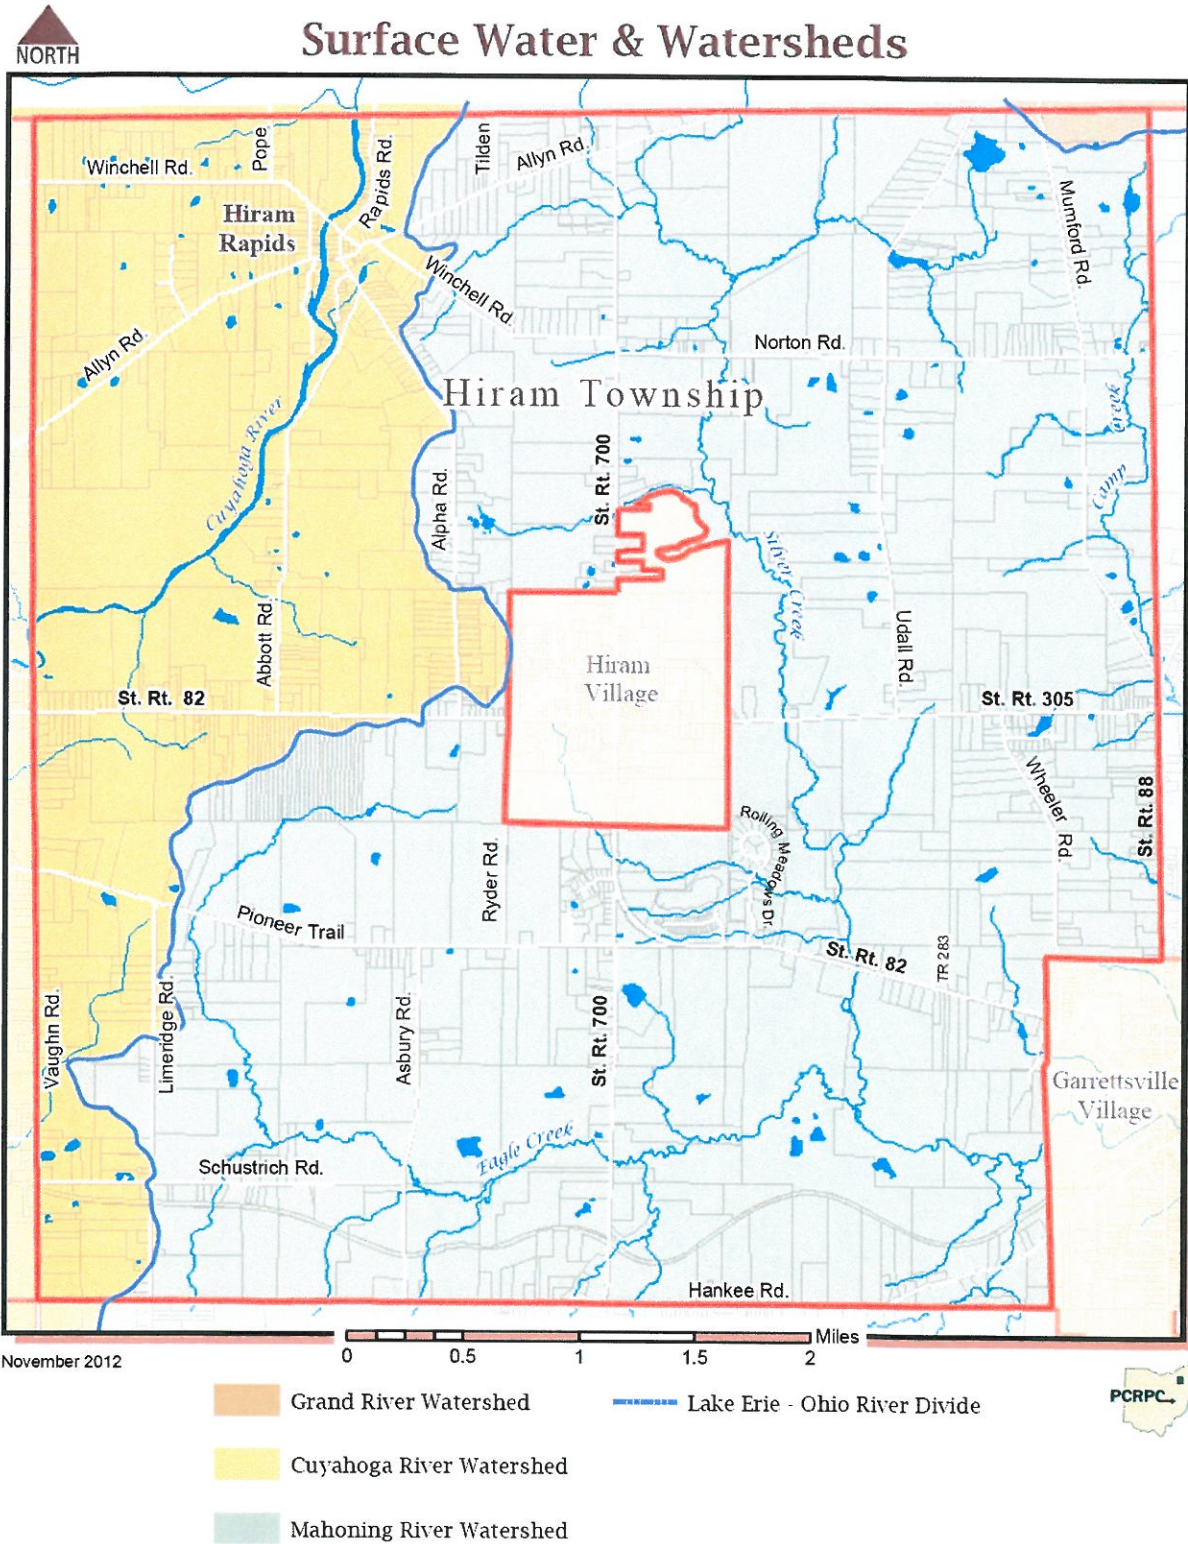 Surface Water & Watersheds
NORTH
Pope
Rapids Rd.
Tilden
Allyn Rd.
Winchell Rd.
Hiram
Rapids
Mumford Rd.
Winchell Rd.
Allyn Rd.
Norton Rd.
Hiram Township
Cuyahoga River
Creek
Camp
St. Rt. 700
Alpha Rd.
Silver Creek
Abbott Rd.
Udall Rd.
Hiram
Village
St. Rt. 82
St. Rt. 305
Wheeler Rd.
St. Rt. 88
Rolling Meadows Dr.
Ryder Rd.
Pioneer Trail
St. Rt. 82
TR 283
Vaughn Rd.
Limeridge Rd.
Asbury Rd.
St. Rt. 700
Garrettsville
Village
Eagle Creek
Schustrich Rd.
Hankee Rd.
Miles
0 0.5 1 1.5 2
November 2012
PCRPC
Grand River Watershed
Lake Erie - Ohio River Divide
Cuyahoga River Watershed
Mahoning River Watershed